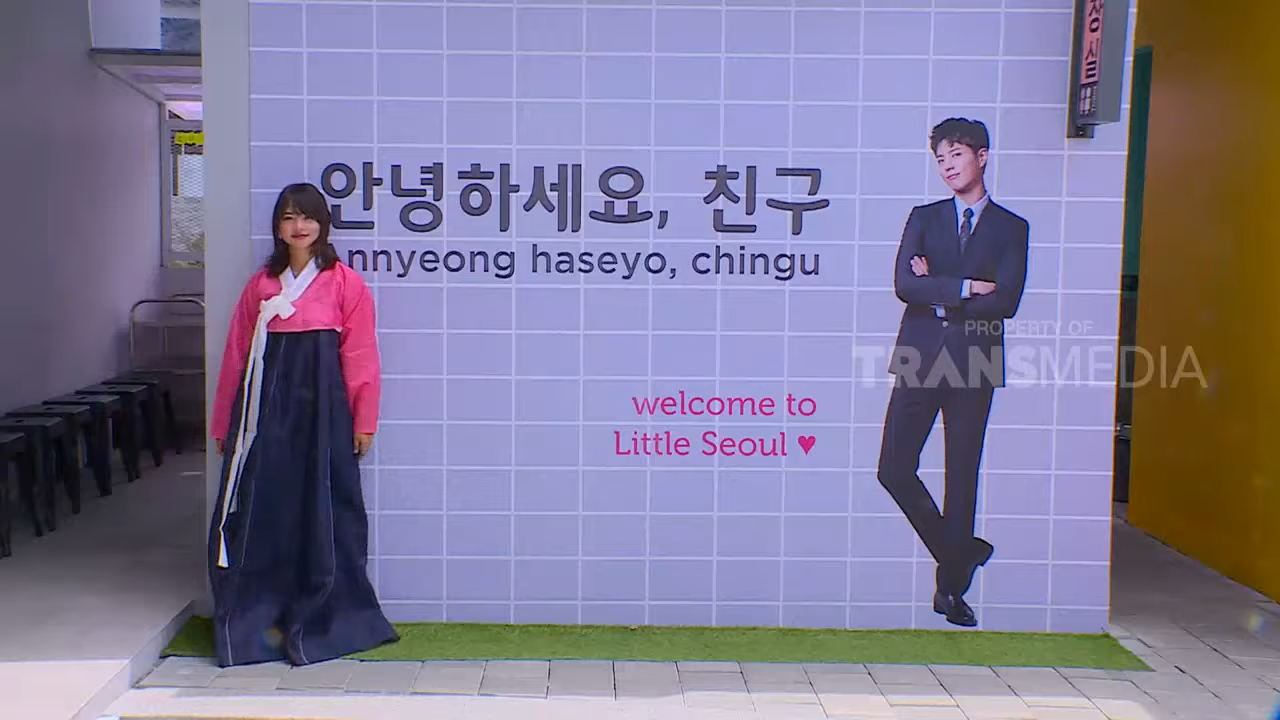 안녕하세요, 친구
nnyeong haseyo, chingu
welcome to
Little Seoul ♥
PROPERTY OF
TRANSMEDIA